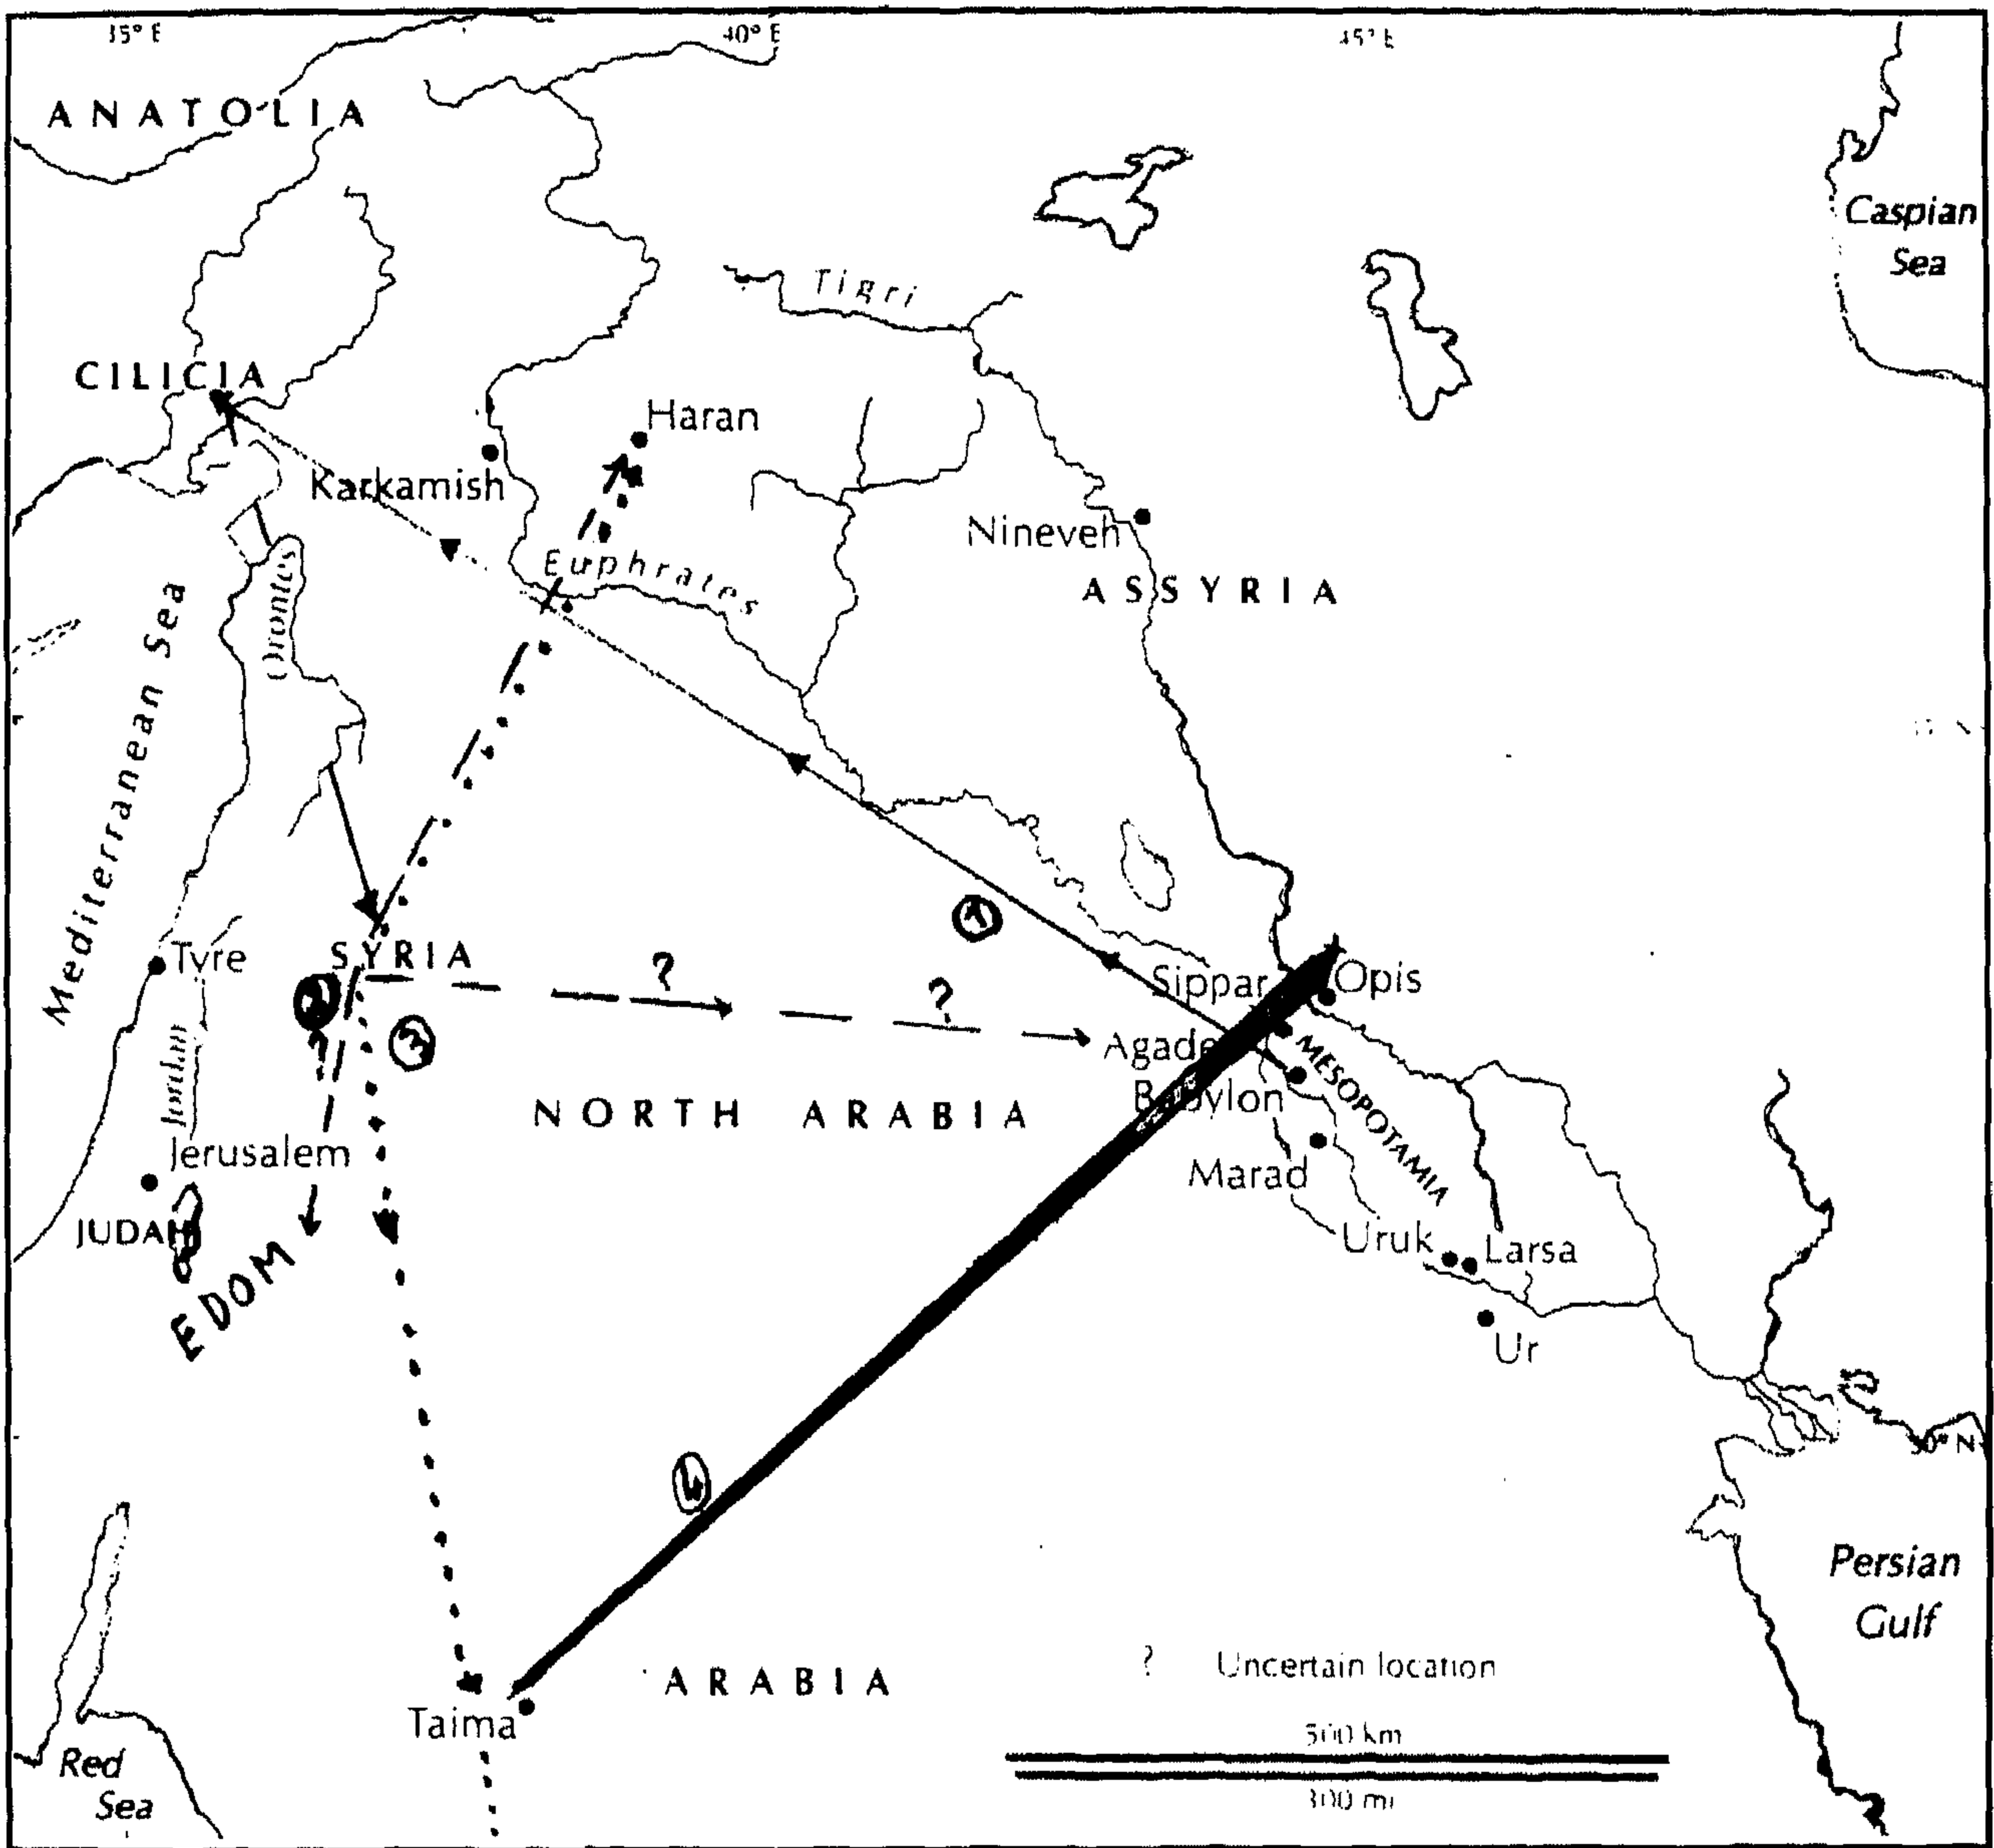 35° E
40° E
45° E
ANATOLIA
Caspian
Sea
Tigri
CILICIA
Haran
Karkamish
Nineveh
Euphrates
ASSYRIA
Orontes
Mediterranean Sea
①
Tyre
SYRIA
?
?
Sippar
Opis
②
③
?
Agade
MESOPOTAMIA
Babylon
Jordan
NORTH ARABIA
Jerusalem
Marad
JUDAH
Uruk
Larsa
EDOM
Ur
30° N
④
Persian
Gulf
ARABIA
? Uncertain location
Taima
500 km
Red
Sea
300 mi